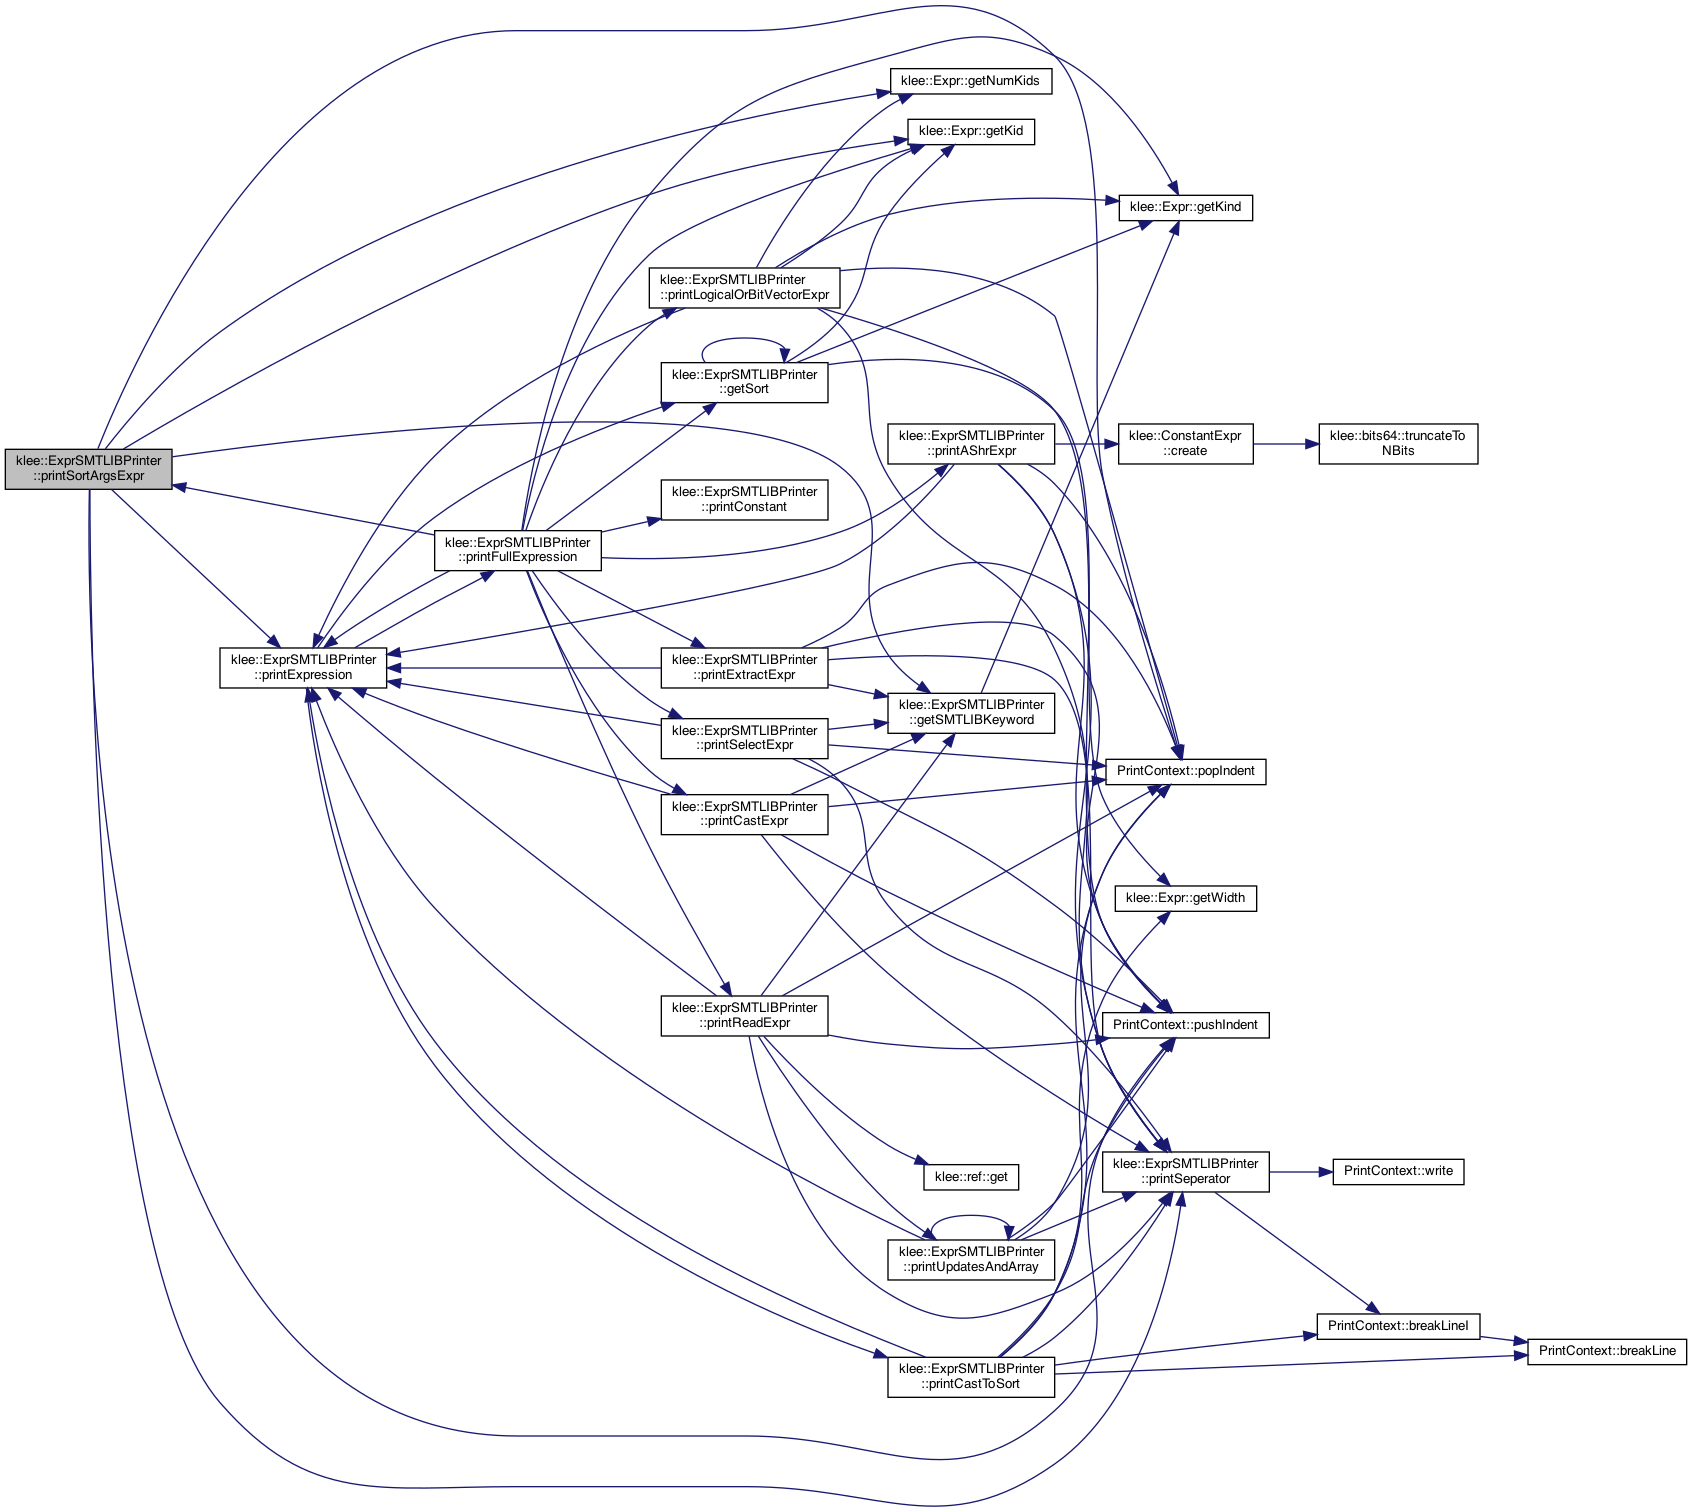 klee::Expr::getNumKids
klee::Expr::getKid
klee::Expr::getKind
klee::ExprSMTLIBPrinter
::printLogicalOrBitVectorExpr
klee::ExprSMTLIBPrinter
::getSort
klee::ExprSMTLIBPrinter
::printAShrExpr
klee::ConstantExpr
::create
klee::bits64::truncateTo
NBits
klee::ExprSMTLIBPrinter
::printSortArgsExpr
klee::ExprSMTLIBPrinter
::printConstant
klee::ExprSMTLIBPrinter
::printFullExpression
klee::ExprSMTLIBPrinter
::printExpression
klee::ExprSMTLIBPrinter
::printExtractExpr
klee::ExprSMTLIBPrinter
::getSMTLIBKeyword
klee::ExprSMTLIBPrinter
::printSelectExpr
PrintContext::popIndent
klee::ExprSMTLIBPrinter
::printCastExpr
klee::Expr::getWidth
klee::ExprSMTLIBPrinter
::printReadExpr
PrintContext::pushIndent
klee::ref::get
klee::ExprSMTLIBPrinter
::printSeperator
PrintContext::write
klee::ExprSMTLIBPrinter
::printUpdatesAndArray
PrintContext::breakLineI
PrintContext::breakLine
klee::ExprSMTLIBPrinter
::printCastToSort